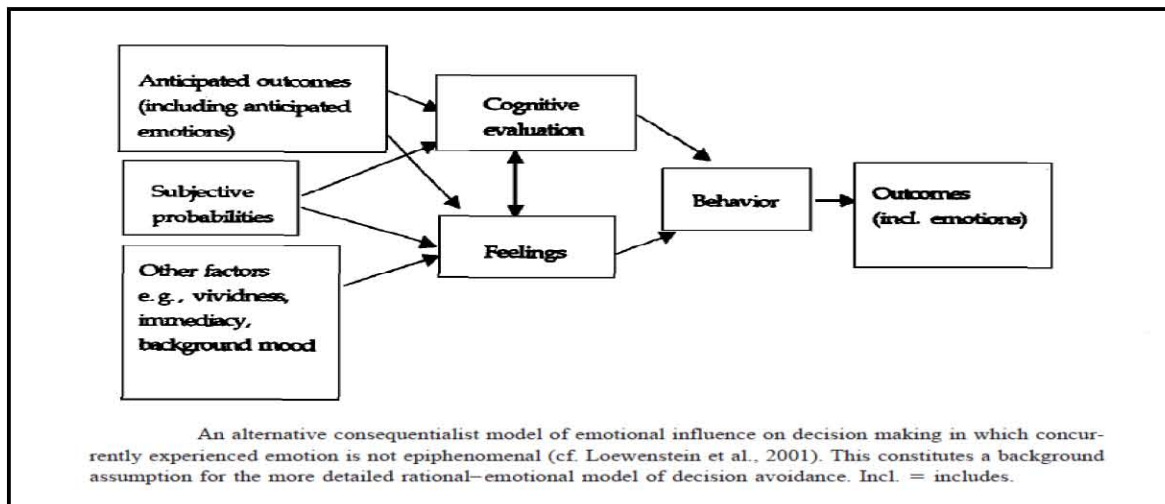 Anticipated outcomes
(including anticipated
emotions)
Cognitive
evaluation
Subjective
probabilities
Behavior
Outcomes
(incl. emotions)
Feelings
Other factors
e.g., vividness,
immediacy,
background mood
An alternative consequentialist model of emotional influence on decision making in which concur-
rently experienced emotion is not epiphenomenal (cf. Loewenstein et al., 2001). This constitutes a background
assumption for the more detailed rational–emotional model of decision avoidance. Incl. = includes.